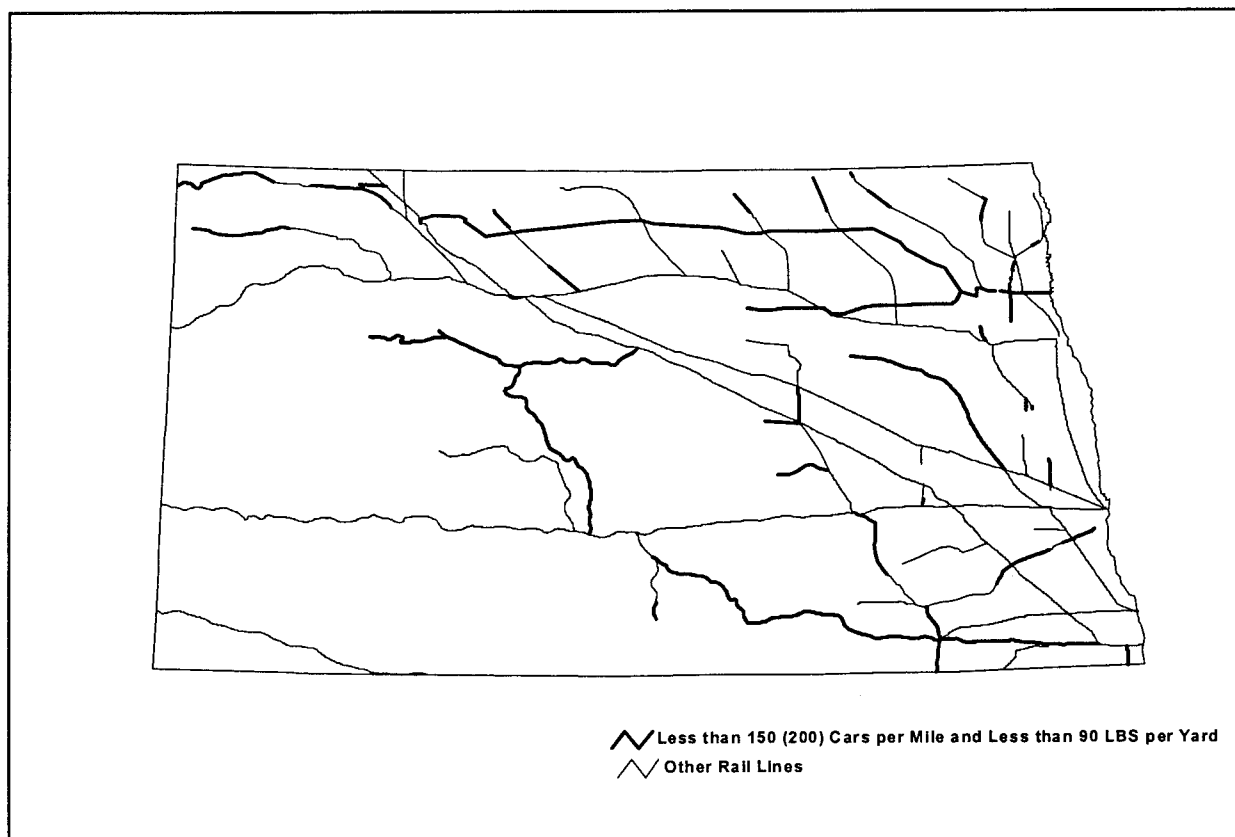 Less than 150 (200) Cars per Mile and Less than 90 LBS per Yard
Other Rail Lines